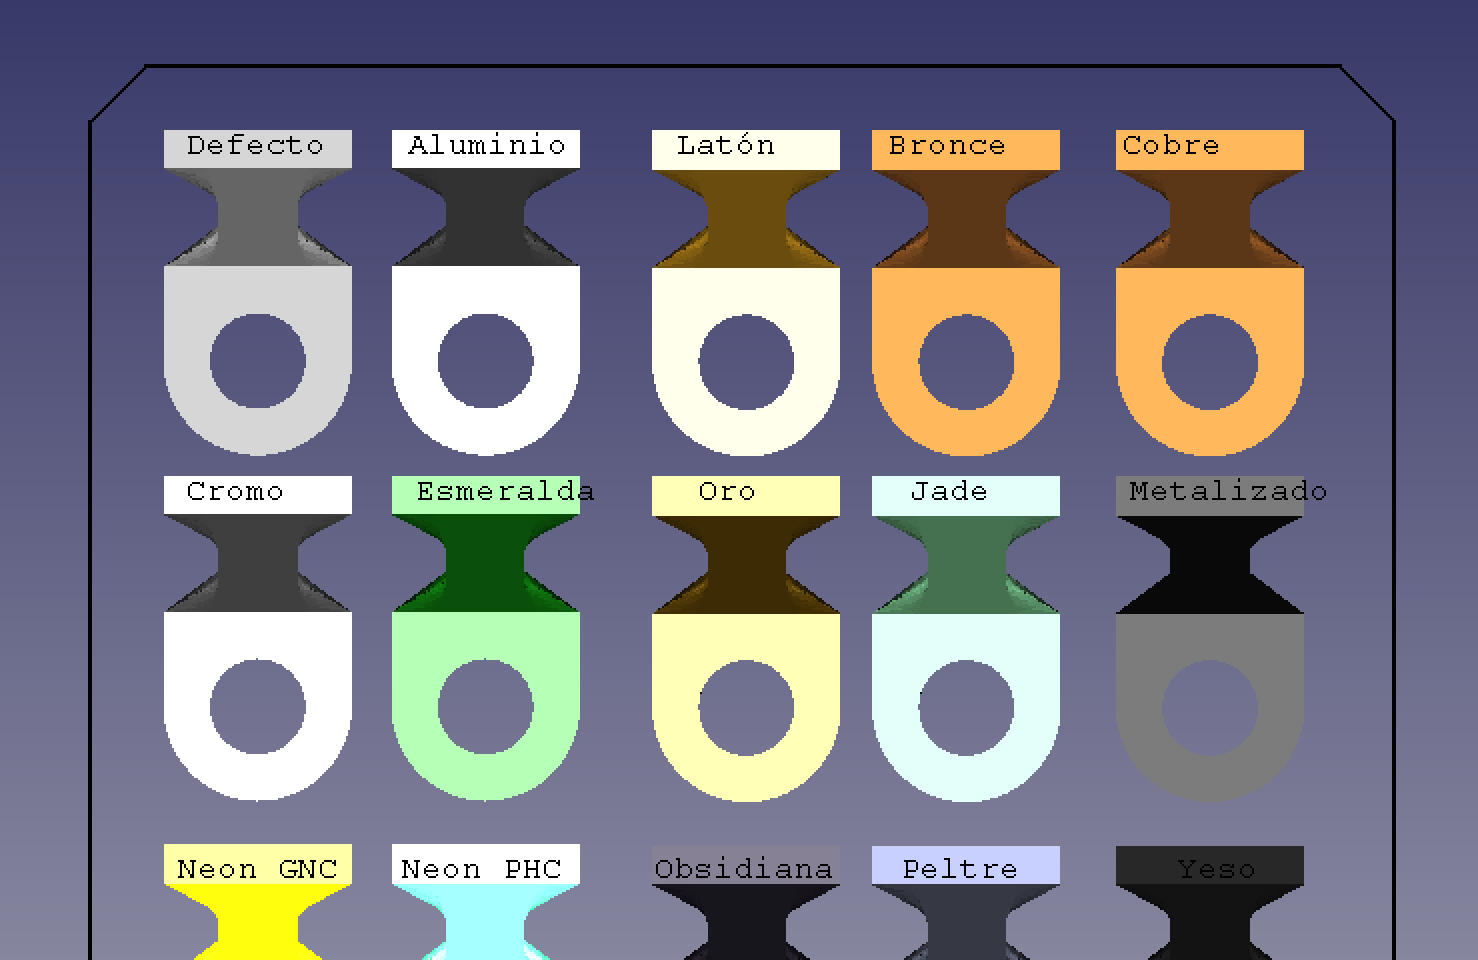 Defecto Aluminio Latón Bronce Cobre
Cromo Esmeralda Oro Jade Metalizado
Neon GNC Neon PHC Obsidiana Peltre Yeso